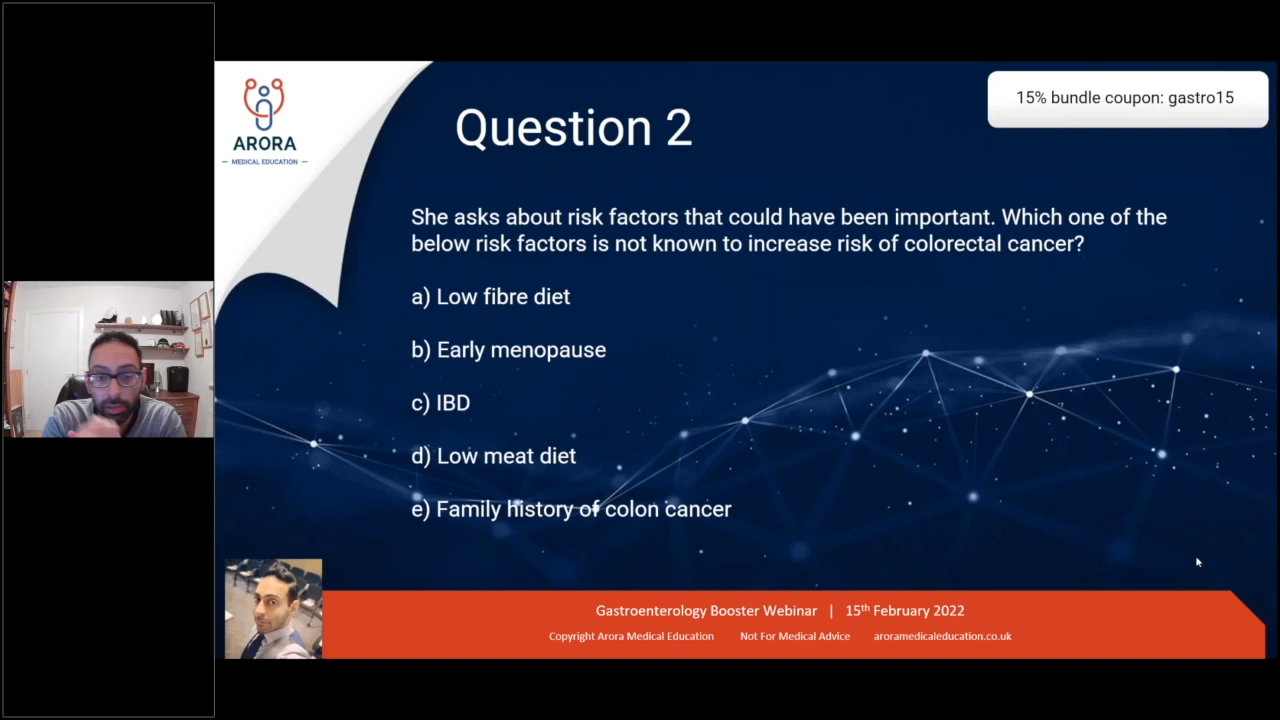 ARORA
MEDICAL EDUCATION
Question 2
15% bundle coupon: gastro15
She asks about risk factors that could have been important. Which one of the
below risk factors is not known to increase risk of colorectal cancer?
a) Low fibre diet
b) Early menopause
c) IBD
d) Low meat diet
e) Family history of colon cancer
Gastroenterology Booster Webinar | 15th February 2022
Copyright Arora Medical Education Not For Medical Advice aroramedicaleducation.co.uk